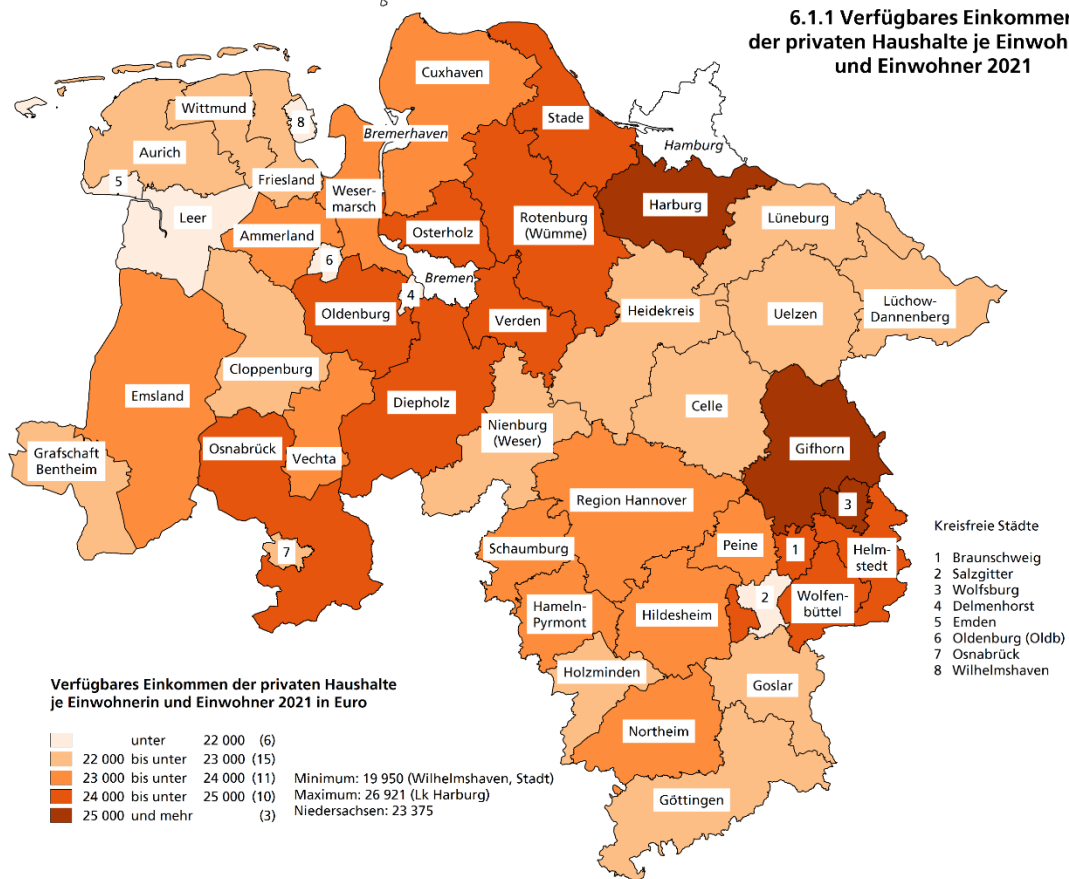 6.1.1 Verfügbares Einkommen
der privaten Haushalte je Einwoh
und Einwohner 2021
Cuxhaven
Wittmund
8
Bremerhaven
Stade
Hamburg
Aurich
5
Friesland
Weser-
marsch
Leer
Harburg
Lüneburg
Ammerland
Osterholz
Rotenburg
(Wümme)
6
Bremen
4
Oldenburg
Verden
Heidekreis
Uelzen
Lüchow-
Dannenberg
Cloppenburg
Emsland
Diepholz
Celle
Nienburg
(Weser)
Osnabrück
Vechta
Gifhorn
Grafschaft
Bentheim
Region Hannover
3
Schaumburg
Peine
1
Helm-
stedt
7
2
Wolfen-
büttel
Hameln-
Pyrmont
Hildesheim
Holzminden
Goslar
Northeim
Göttingen
Kreisfreie Städte
1 Braunschweig
2 Salzgitter
3 Wolfsburg
4 Delmenhorst
5 Emden
6 Oldenburg (Oldb)
7 Osnabrück
8 Wilhelmshaven
Verfügbares Einkommen der privaten Haushalte
je Einwohnerin und Einwohner 2021 in Euro
unter 22 000 (6)
22 000 bis unter 23 000 (15)
23 000 bis unter 24 000 (11)
24 000 bis unter 25 000 (10)
25 000 und mehr (3)
Minimum: 19 950 (Wilhelmshaven, Stadt)
Maximum: 26 921 (Lk Harburg)
Niedersachsen: 23 375